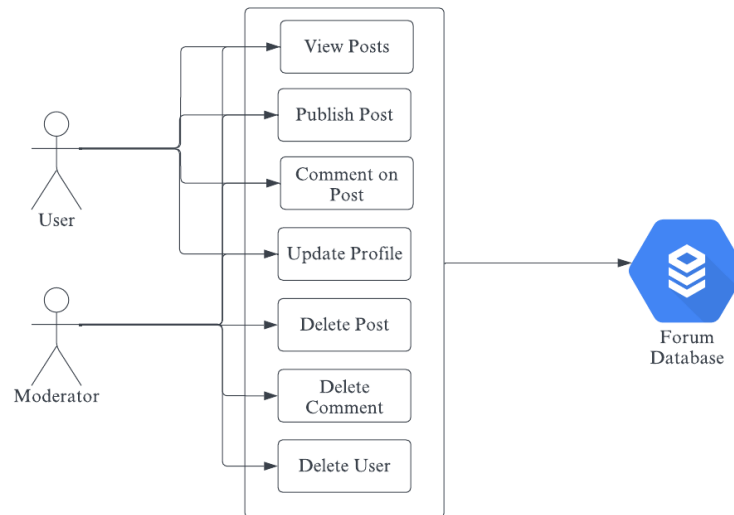 View Posts
Publish Post
Comment on
Post
User
Update Profile
Moderator
Delete Post
Delete
Comment
Delete User
Forum
Database